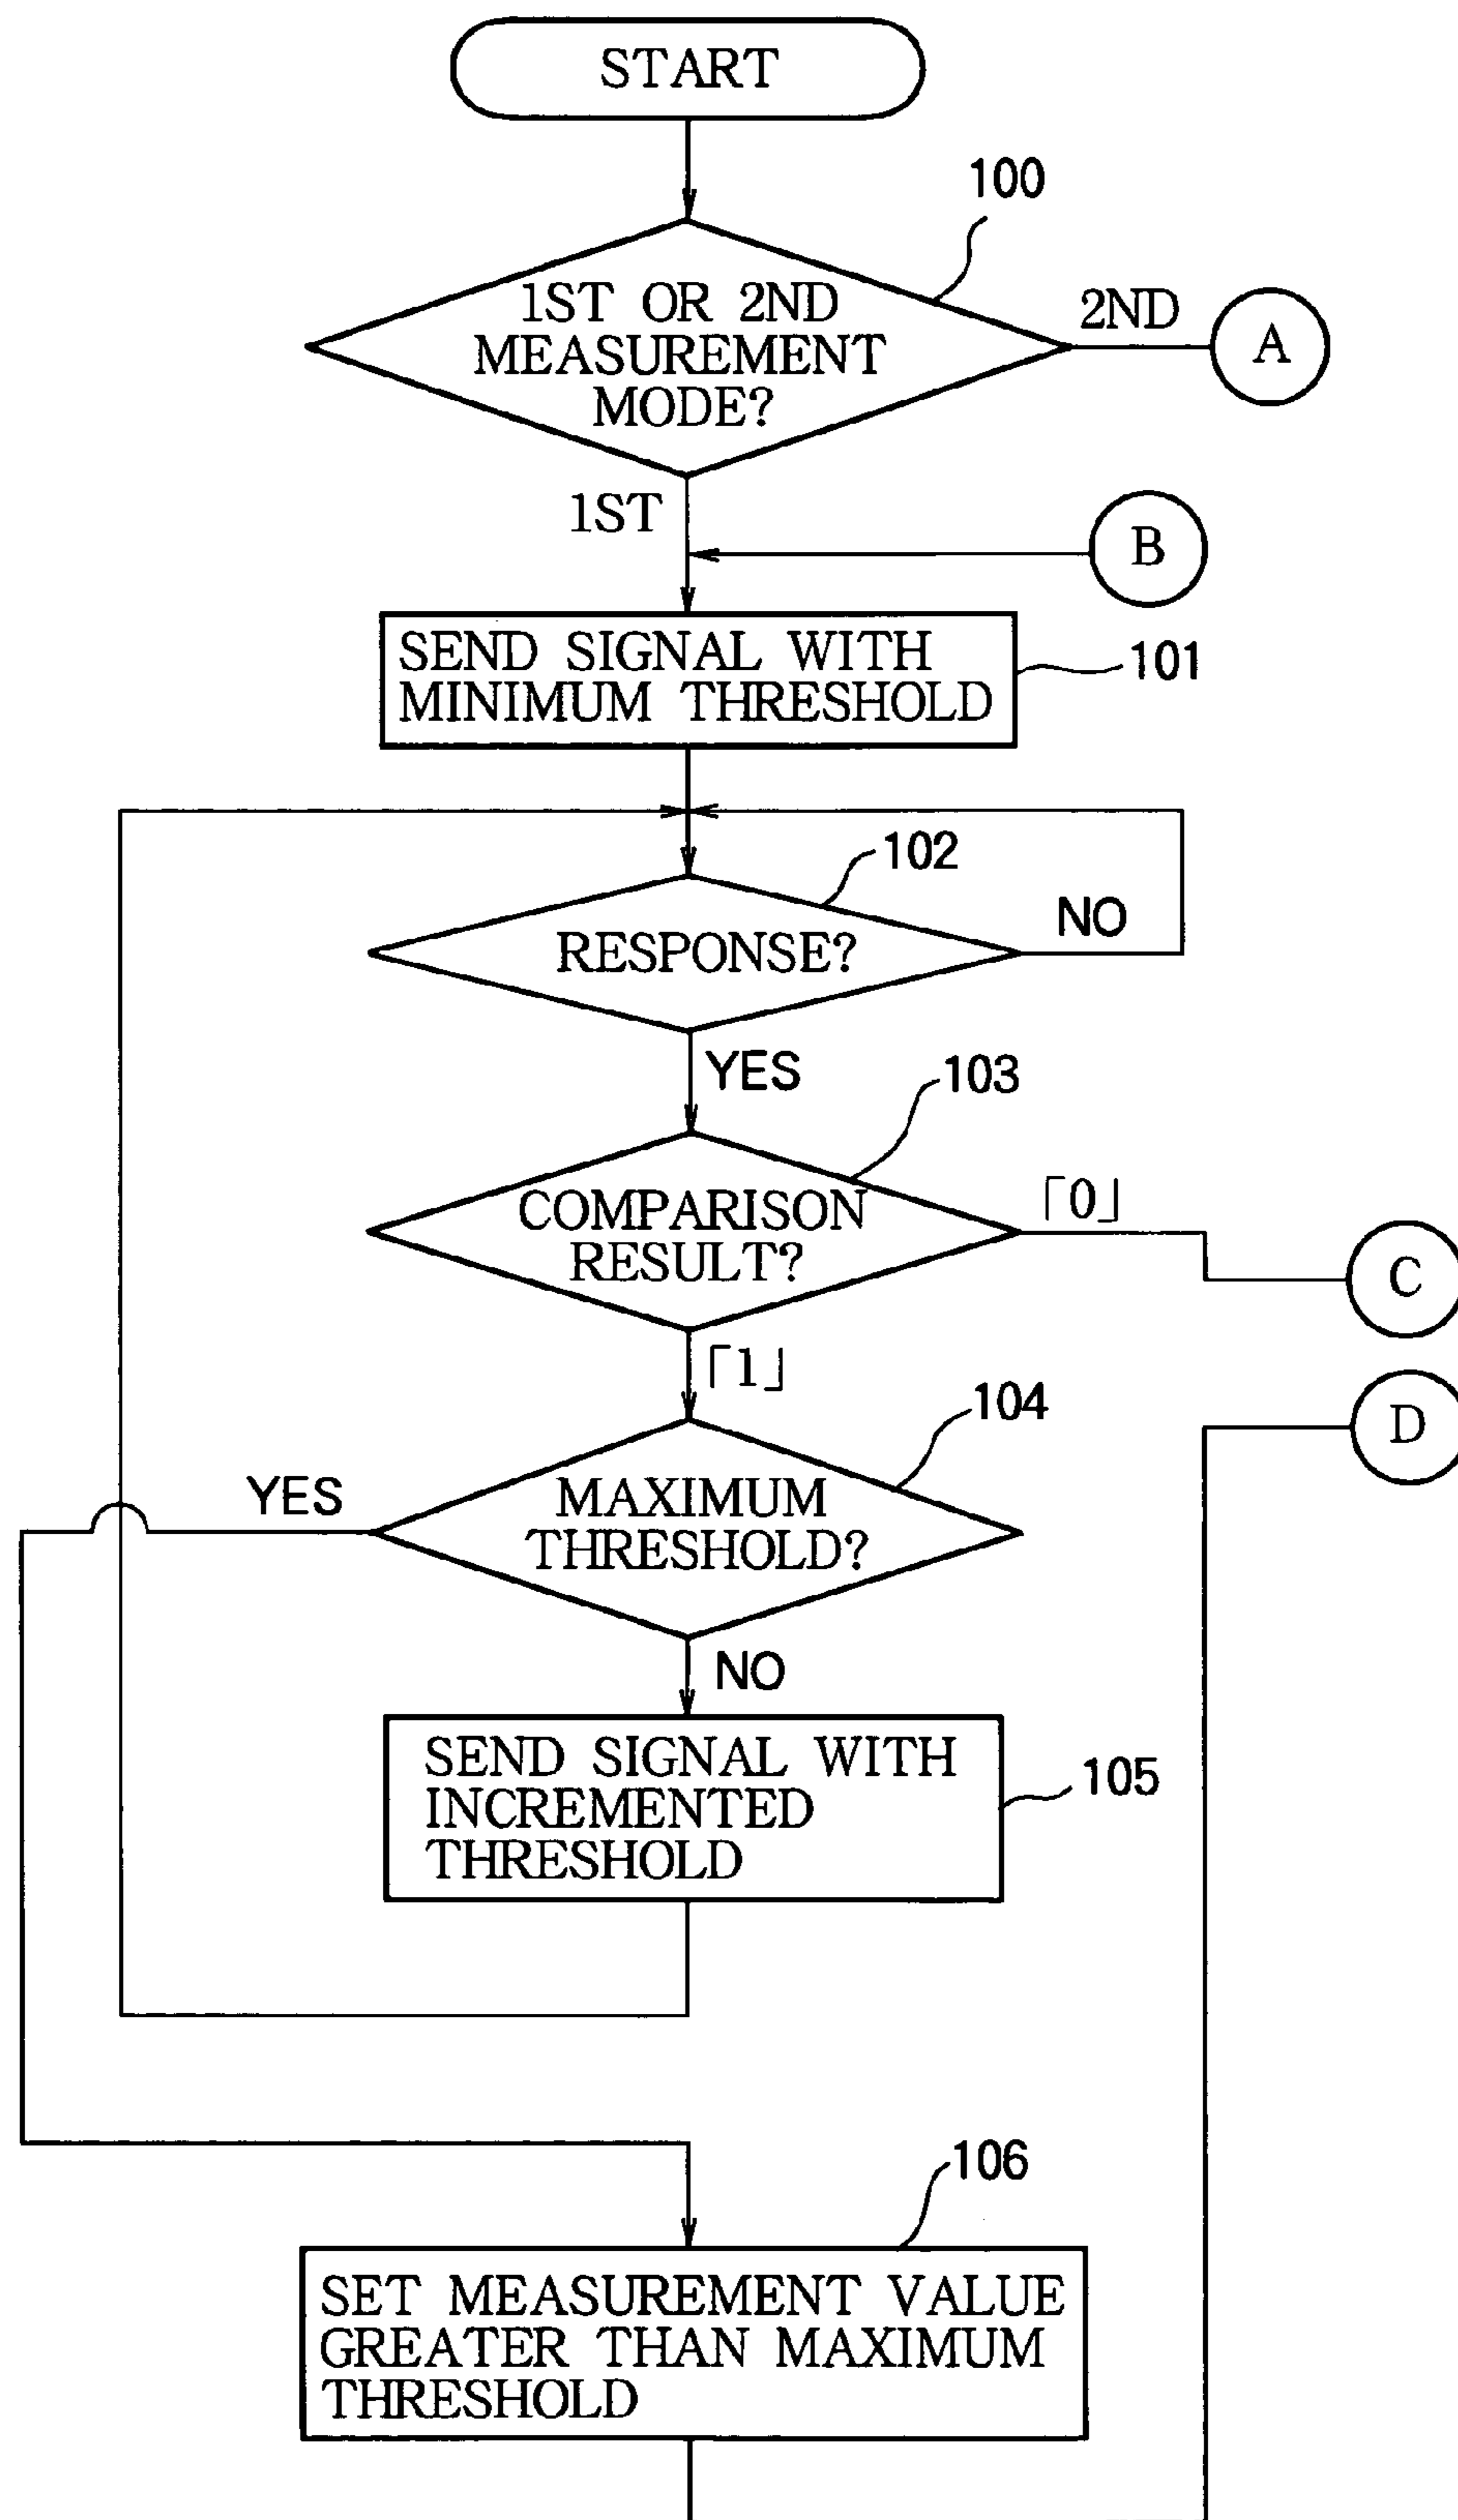 START
100
1ST OR 2ND
MEASUREMENT
MODE?
2ND
A
1ST
B
SEND SIGNAL WITH
MINIMUM THRESHOLD
101
102
RESPONSE?
NO
YES
103
COMPARISON
RESULT?
「0」
C
「1」
104
D
YES
MAXIMUM
THRESHOLD?
NO
SEND SIGNAL WITH
INCREMENTED
THRESHOLD
105
106
SET MEASUREMENT VALUE
GREATER THAN MAXIMUM
THRESHOLD